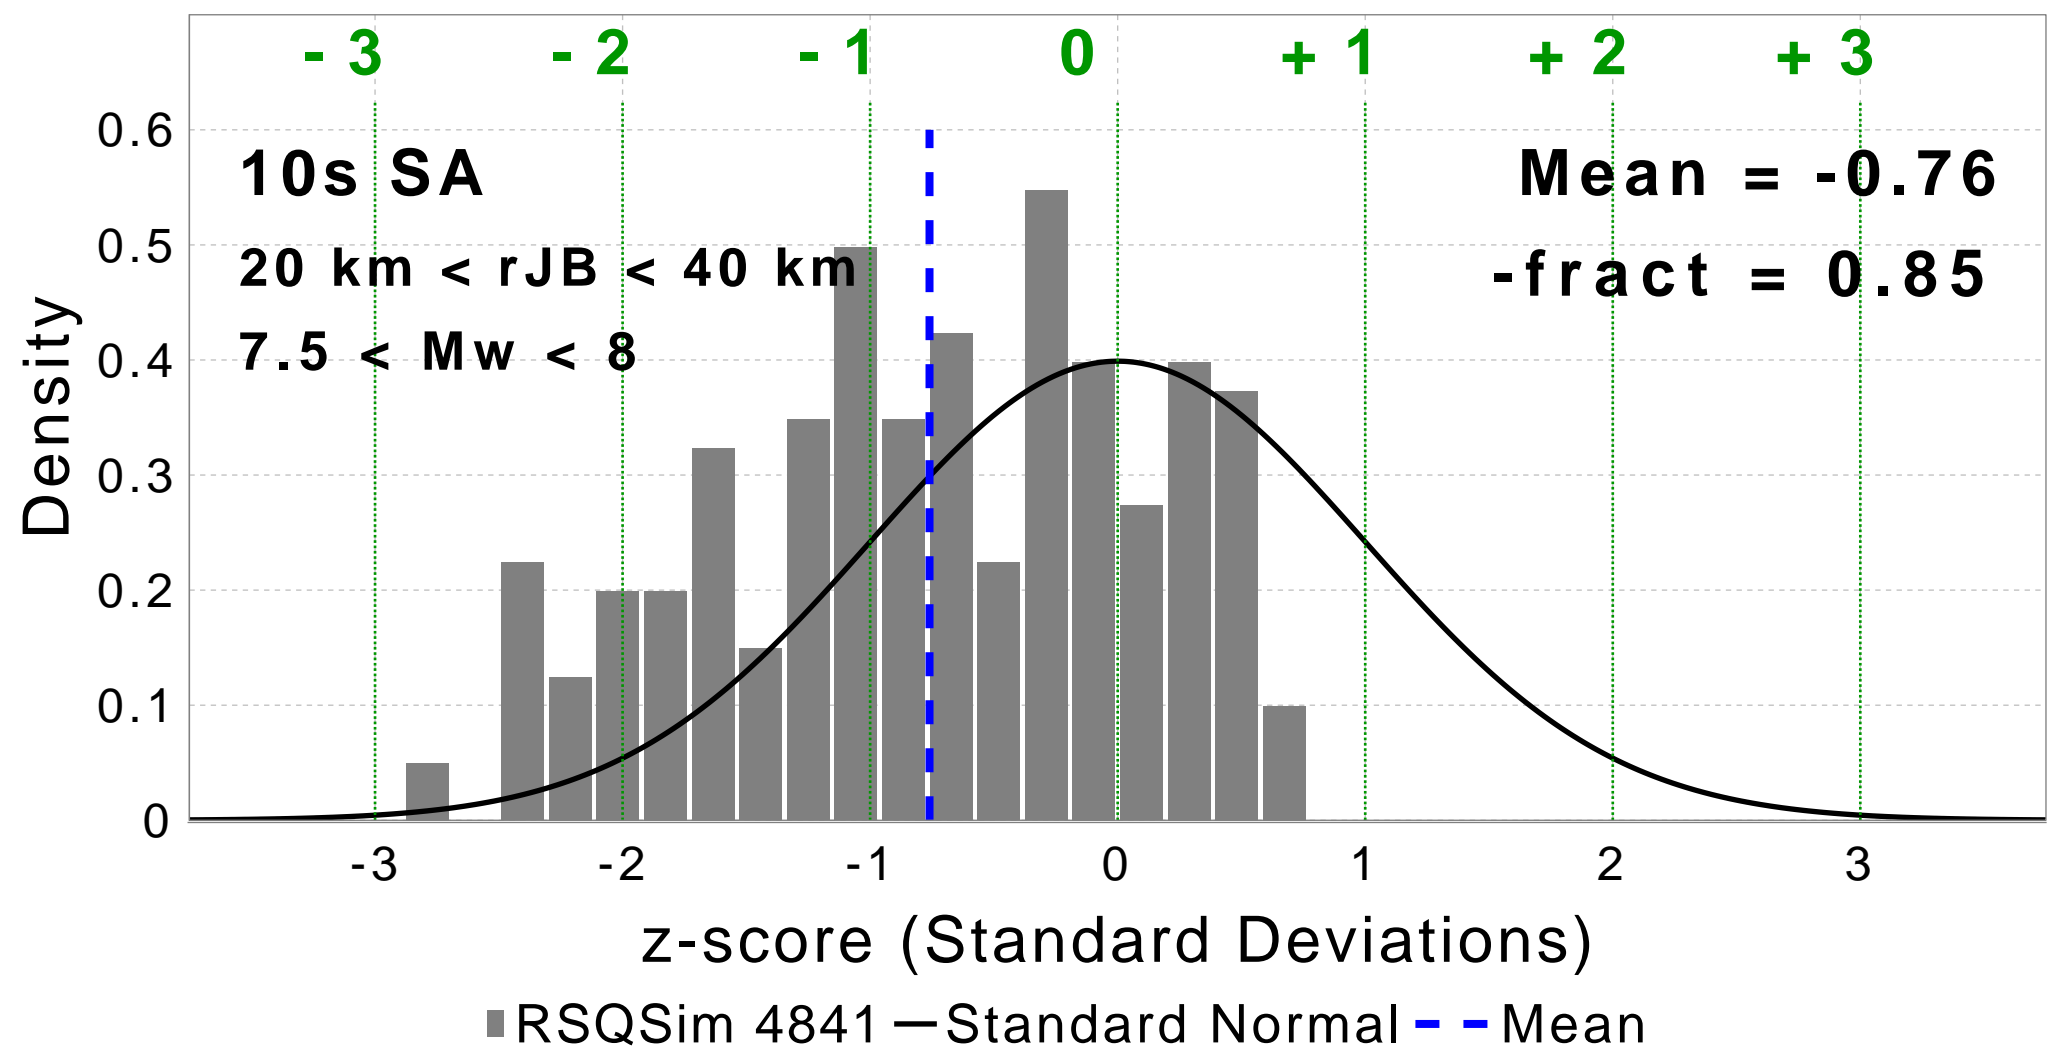 - 3 - 2 - 1 0 + 1 + 2 + 3
0.6
10s SA
Mean = -0.76
0.5
20 km < rJB < 40 km
-fract = 0.85
7.5 < Mw < 8
0.4
0.3
0.2
0.1
0
Density
-3 -2 -1 0 1 2 3
z-score (Standard Deviations)
RSQSim 4841 Standard Normal Mean